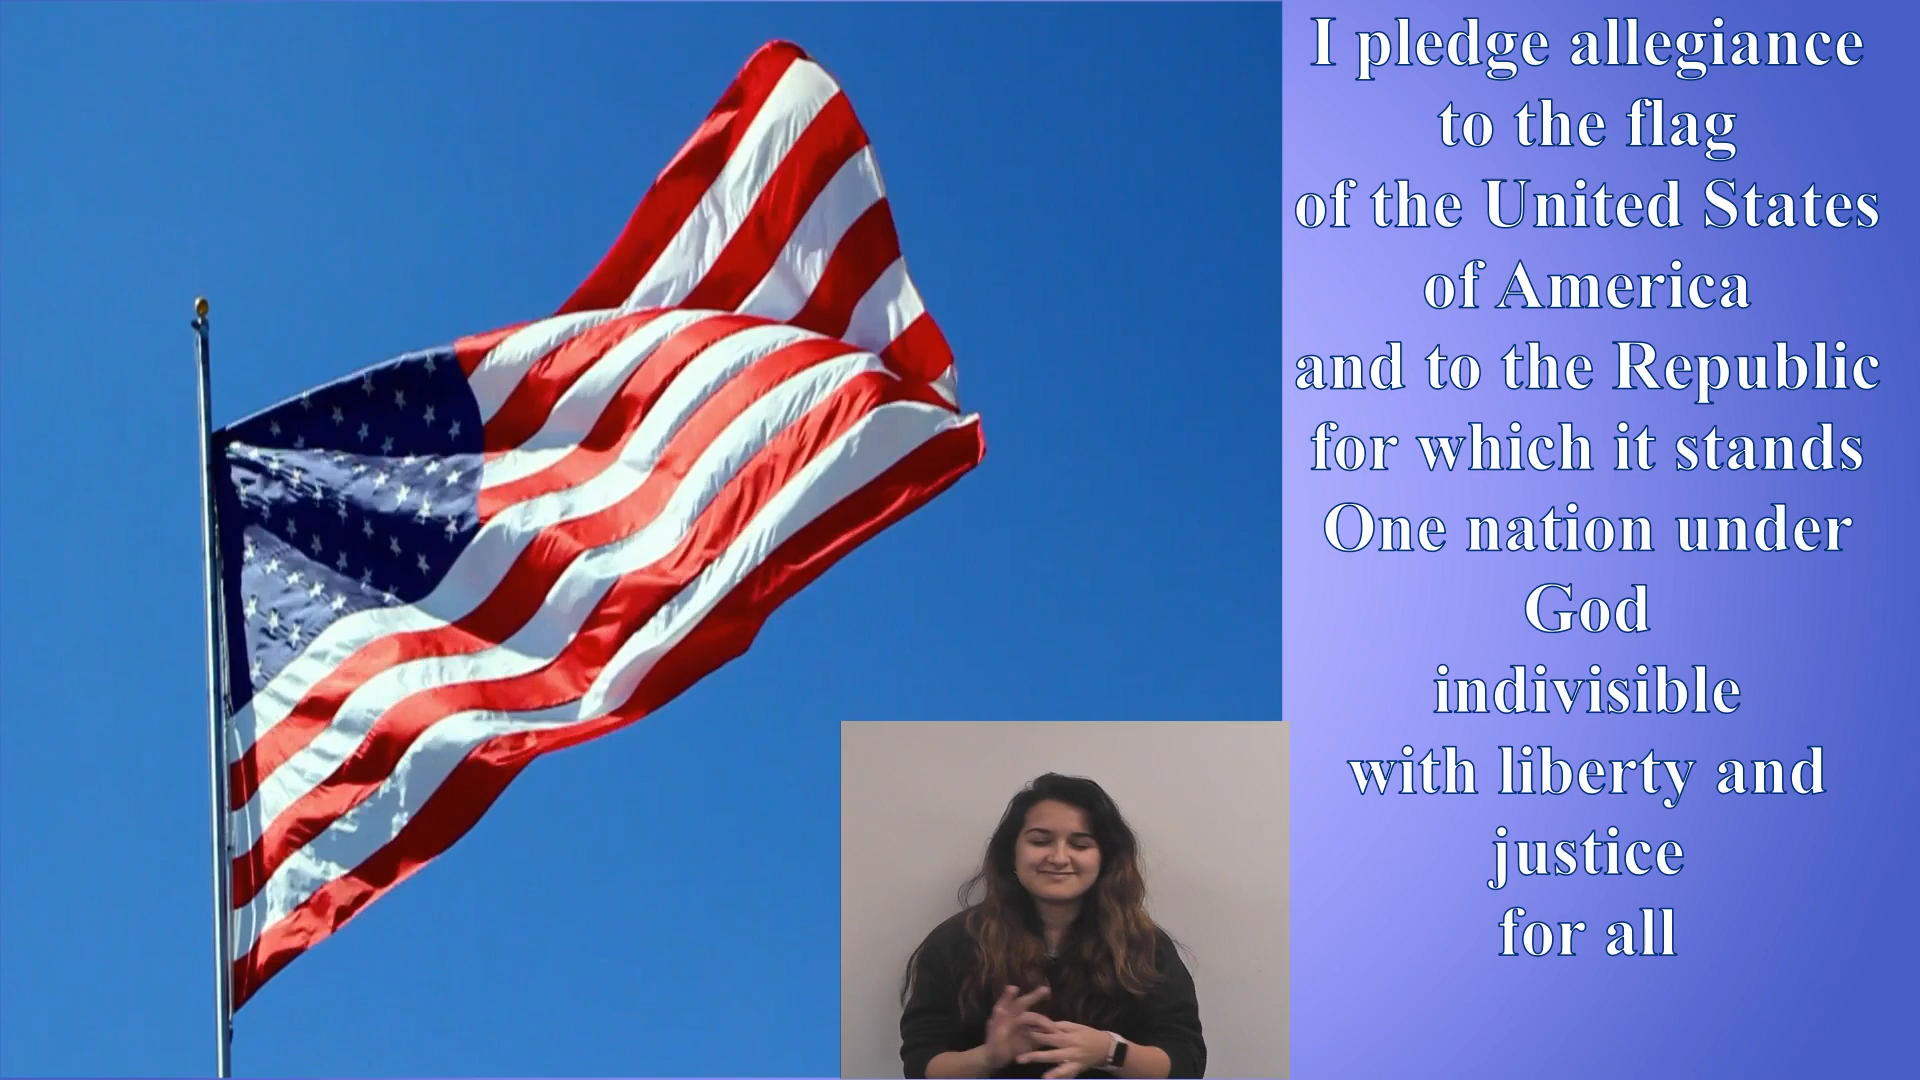 I pledge allegiance
to the flag
of the United States
of America
and to the Republic
for which it stands
One nation under
God
indivisible
with liberty and
justice
for all